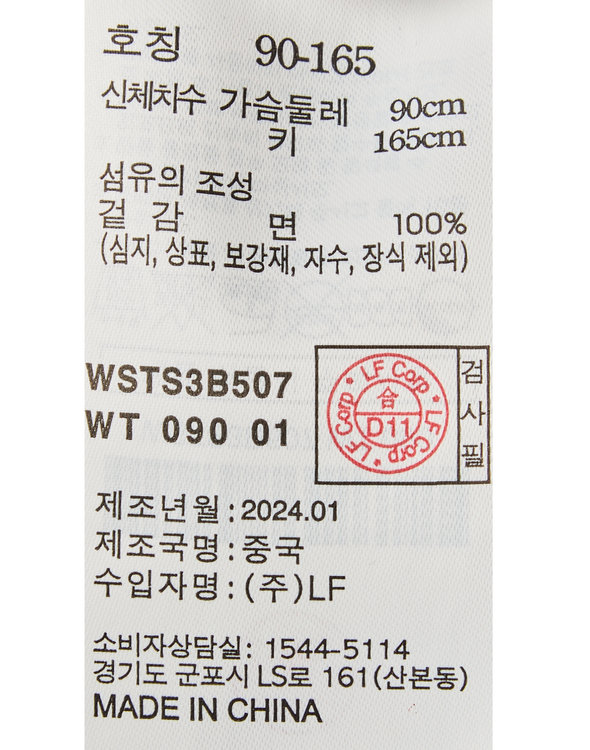 호칭 90-165
신체치수 가슴둘레 90cm
키 165cm
섬유의 조성
겉 감 면 100%
(심지, 상표, 보강재, 자수, 장식 제외)
WSTS3B507
WT 090 01
LF Corp • LF Corp • LF Corp •
合
D11
검사필
제조년월 : 2024.01
제조국명 : 중국
수입자명 : (주)LF
소비자상담실: 1544-5114
경기도 군포시 LS로 161(산본동)
MADE IN CHINA